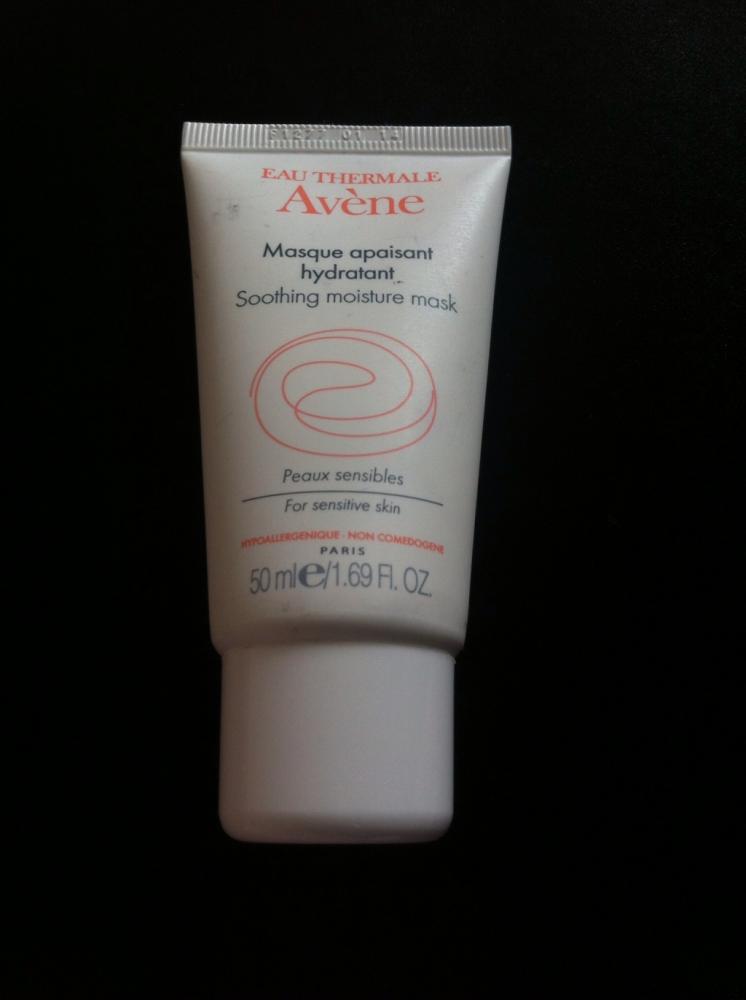 EAU THERMALE
Avène
Masque apaisant
hydratant
Soothing moisture mask
Peaux sensibles
For sensitive skin
HYPOALLERGENIQUE - NON COMEDOGENE
PARIS
50 ml e/1.69 Fl. OZ.